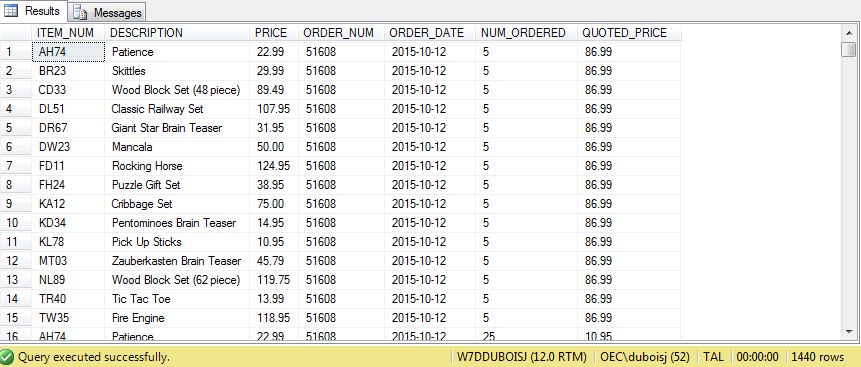 Results Messages
ITEM_NUM DESCRIPTION PRICE ORDER_NUM ORDER_DATE NUM_ORDERED QUOTED_PRICE
1 AH74 Patience 22.99 51608 2015-10-12 5 86.99
2 BR23 Skittles 29.99 51608 2015-10-12 5 86.99
3 CD33 Wood Block Set (48 piece) 89.49 51608 2015-10-12 5 86.99
4 DL51 Classic Railway Set 107.95 51608 2015-10-12 5 86.99
5 DR67 Giant Star Brain Teaser 31.95 51608 2015-10-12 5 86.99
6 DW23 Mancala 50.00 51608 2015-10-12 5 86.99
7 FD11 Rocking Horse 124.95 51608 2015-10-12 5 86.99
8 FH24 Puzzle Gift Set 38.95 51608 2015-10-12 5 86.99
9 KA12 Cribbage Set 75.00 51608 2015-10-12 5 86.99
10 KD34 Pentominoes Brain Teaser 14.95 51608 2015-10-12 5 86.99
11 KL78 Pick Up Sticks 10.95 51608 2015-10-12 5 86.99
12 MT03 Zauberkasten Brain Teaser 45.79 51608 2015-10-12 5 86.99
13 NL89 Wood Block Set (62 piece) 119.75 51608 2015-10-12 5 86.99
14 TR40 Tic Tac Toe 13.99 51608 2015-10-12 5 86.99
15 TW35 Fire Engine 118.95 51608 2015-10-12 5 86.99
16 AH74 Patience 22.99 51608 2015-10-12 25 10.95
Query executed successfully. W7DDUBOISJ (12.0 RTM) OEC\duboisj (52) TAL 00:00:00 1440 rows